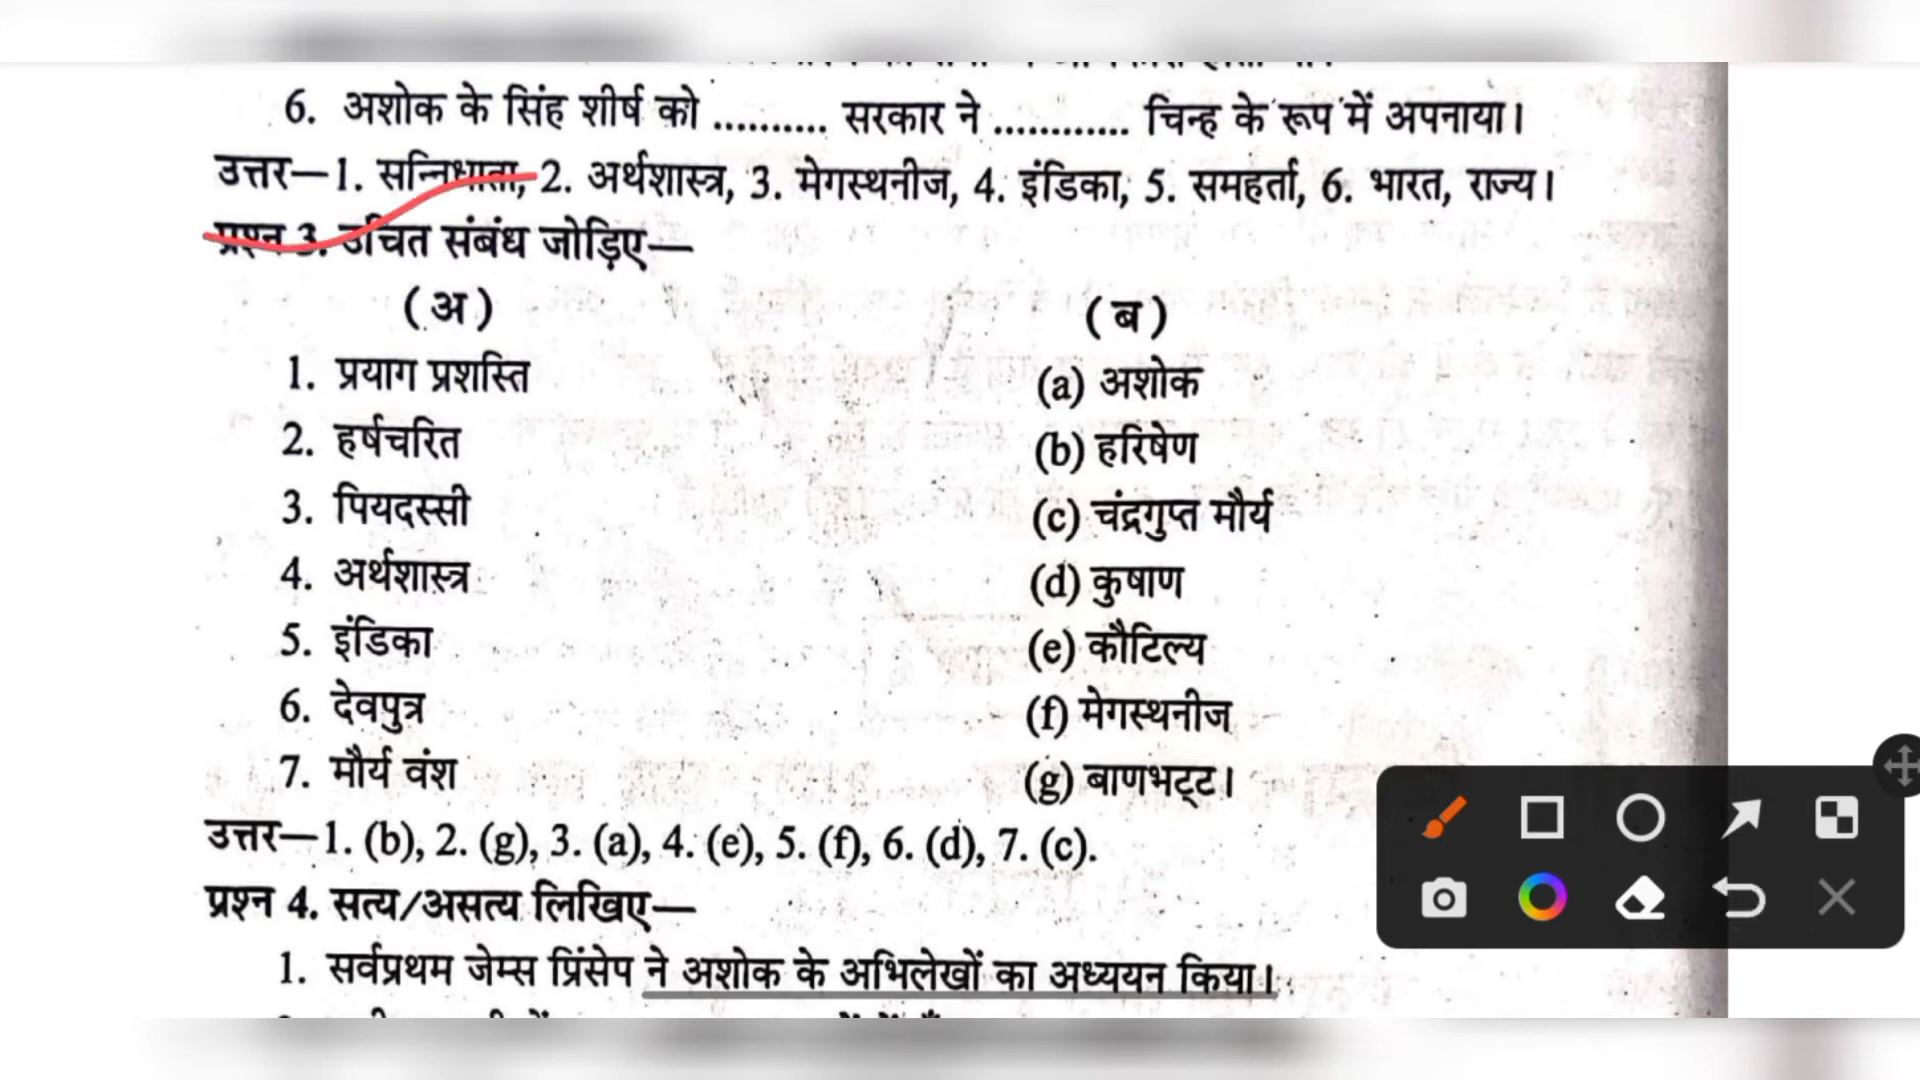 6. अशोक के सिंह शीर्ष को .......... सरकार ने ............ चिन्ह के रूप में अपनाया।
उत्तर—1. सन्निधाता, 2. अर्थशास्त्र, 3. मेगस्थनीज, 4. इंडिका, 5. समहर्ता, 6. भारत, राज्य।
प्रश्न 3. उचित संबंध जोड़िए—
(अ) (ब)
1. प्रयाग प्रशस्ति (a) अशोक
2. हर्षचरित (b) हरिषेण
3. पियदस्सी (c) चंद्रगुप्त मौर्य
4. अर्थशास्त्र (d) कुषाण
5. इंडिका (e) कौटिल्य
6. देवपुत्र (f) मेगस्थनीज
7. मौर्य वंश (g) बाणभट्ट।
उत्तर—1. (b), 2. (g), 3. (a), 4. (e), 5. (f), 6. (d), 7. (c).
प्रश्न 4. सत्य/असत्य लिखिए—
1. सर्वप्रथम जेम्स प्रिंसेप ने अशोक के अभिलेखों का अध्ययन किया।